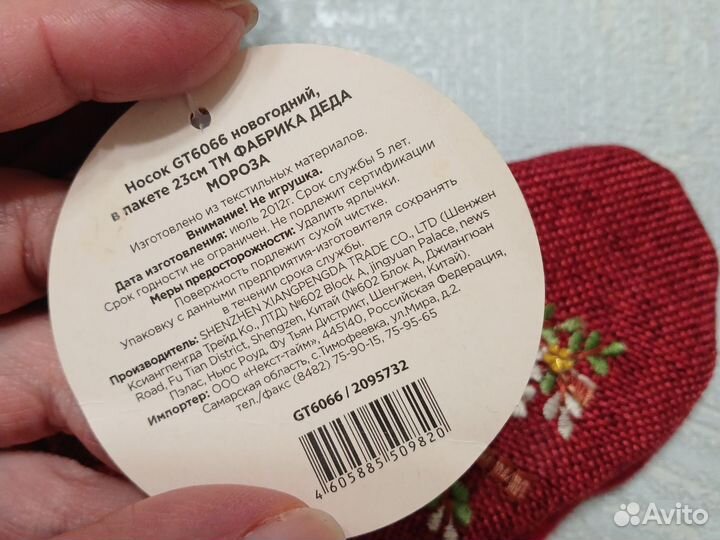 Носок GT6066 новогодний,
в пакете 23см ТМ ФАБРИКА ДЕДА
МОРОЗА
Изготовлено из текстильных материалов.
Внимание! Не игрушка.
Дата изготовления: июль 2012г. Срок службы 5 лет.
Срок годности не ограничен. Не подлежит сертификации
Меры предосторожности: Удалить ярлычки.
Поверхность подлежит сухой чистке.
Упаковку с данными предприятия-изготовителя сохранять
в течении срока службы.
Производитель: SHENZHEN XIANGPENGDA TRADE CO., LTD (Шенжен
Ксиангпенгда Трейд Ко., ЛТД) №602 Block A, jingyuan Palace, news
Road, Fu Tian District, Shengzen, Китай (№602 Блок А, Джиангюан
Пэлас, Ньюс Роуд, Фу Тьян Дистрикт, Шенгжен, Китай).
Импортер: ООО «Некст-тайм», 445140, Российская Федерация,
Самарская область, с.Тимофеевка, ул.Мира, д.2.
тел./факс (8482) 75-90-15, 75-95-65
GT6066 / 2095732
4 605885 509820
Avito